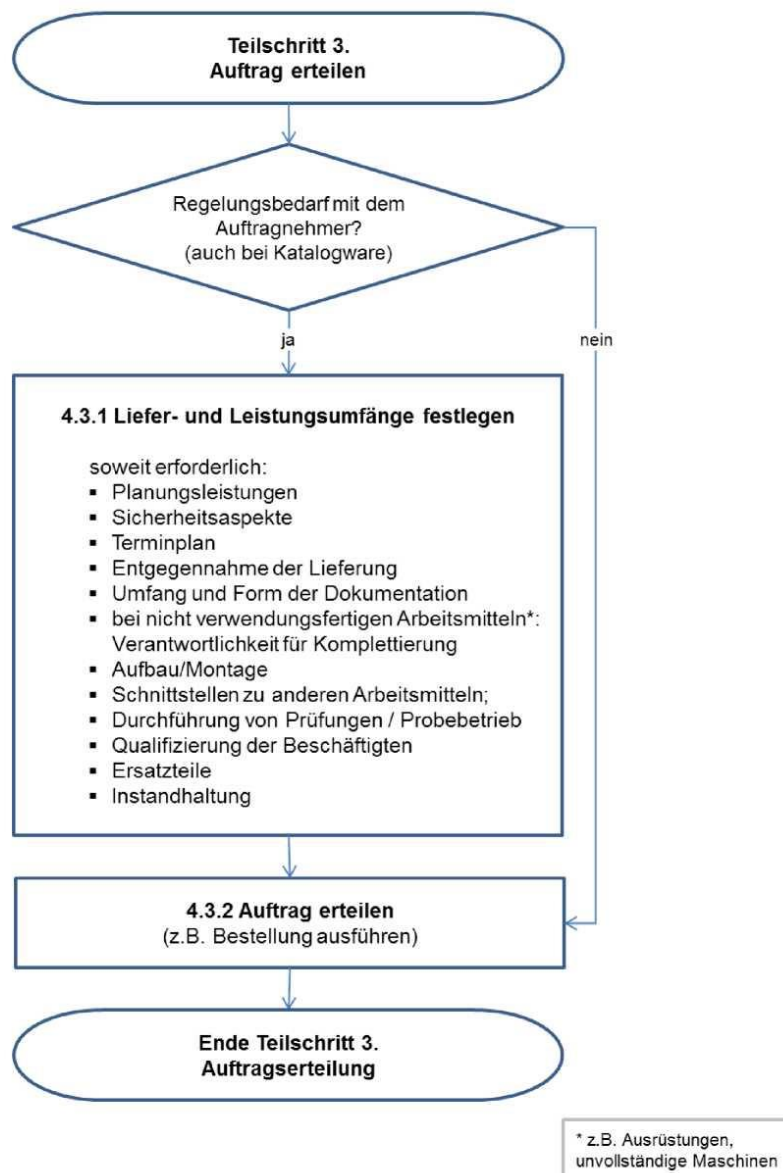 Teilschritt 3.
Auftrag erteilen
Regelungsbedarf mit dem
Auftragnehmer?
(auch bei Katalogware)
ja
nein
4.3.1 Liefer- und Leistungsumfänge festlegen
soweit erforderlich:
▪ Planungsleistungen
▪ Sicherheitsaspekte
▪ Terminplan
▪ Entgegennahme der Lieferung
▪ Umfang und Form der Dokumentation
▪ bei nicht verwendungsfertigen Arbeitsmitteln*:
Verantwortlichkeit für Komplettierung
▪ Aufbau/Montage
▪ Schnittstellen zu anderen Arbeitsmitteln;
▪ Durchführung von Prüfungen / Probebetrieb
▪ Qualifizierung der Beschäftigten
▪ Ersatzteile
▪ Instandhaltung
4.3.2 Auftrag erteilen
(z.B. Bestellung ausführen)
Ende Teilschritt 3.
Auftragserteilung
* z.B. Ausrüstungen,
unvollständige Maschinen